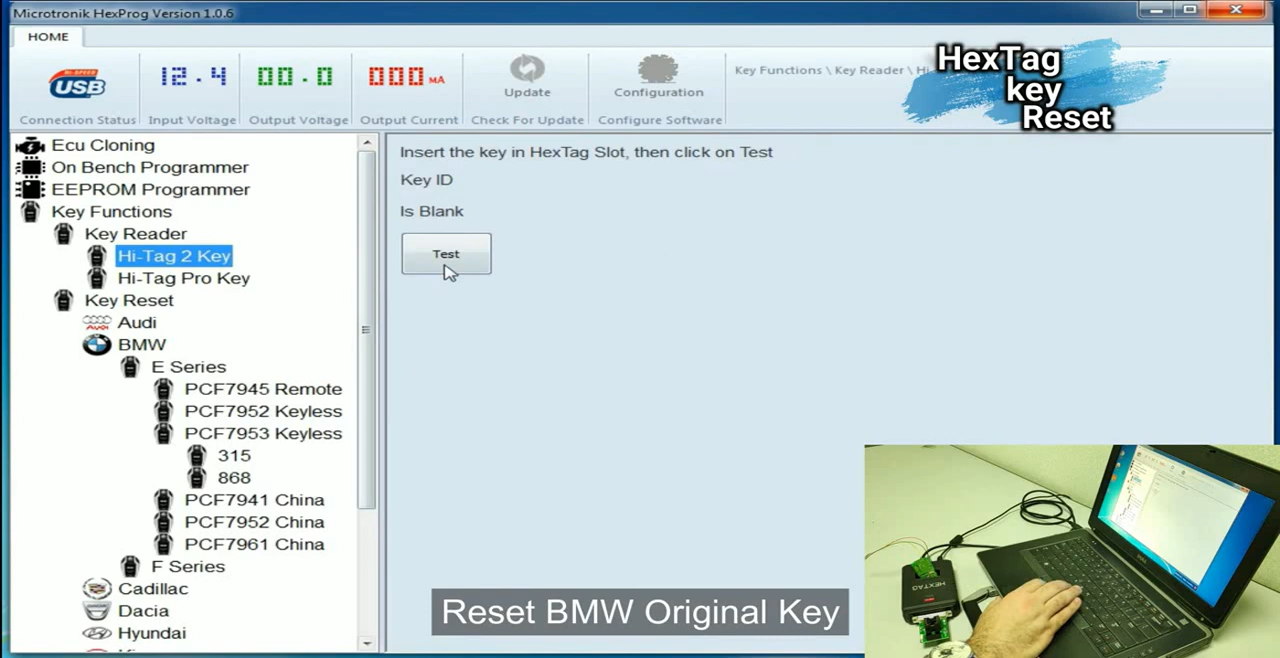 Microtronik HexProg Version 1.0.6
HOME
HI-SPEED
USB
Connection Status
12.4
Input Voltage
00.0
Output Voltage
000 MA
Output Current
Update
Check For Update
Configuration
Configure Software
Key Functions \ Key Reader \ Hi
HexTag
key
Reset
Ecu Cloning
On Bench Programmer
EEPROM Programmer
Key Functions
Key Reader
Hi-Tag 2 Key
Hi-Tag Pro Key
Key Reset
Audi
BMW
E Series
PCF7945 Remote
PCF7952 Keyless
PCF7953 Keyless
315
868
PCF7941 China
PCF7952 China
PCF7961 China
F Series
Cadillac
Dacia
Hyundai
Insert the key in HexTag Slot, then click on Test
Key ID
Is Blank
Test
Reset BMW Original Key
HEXTAG